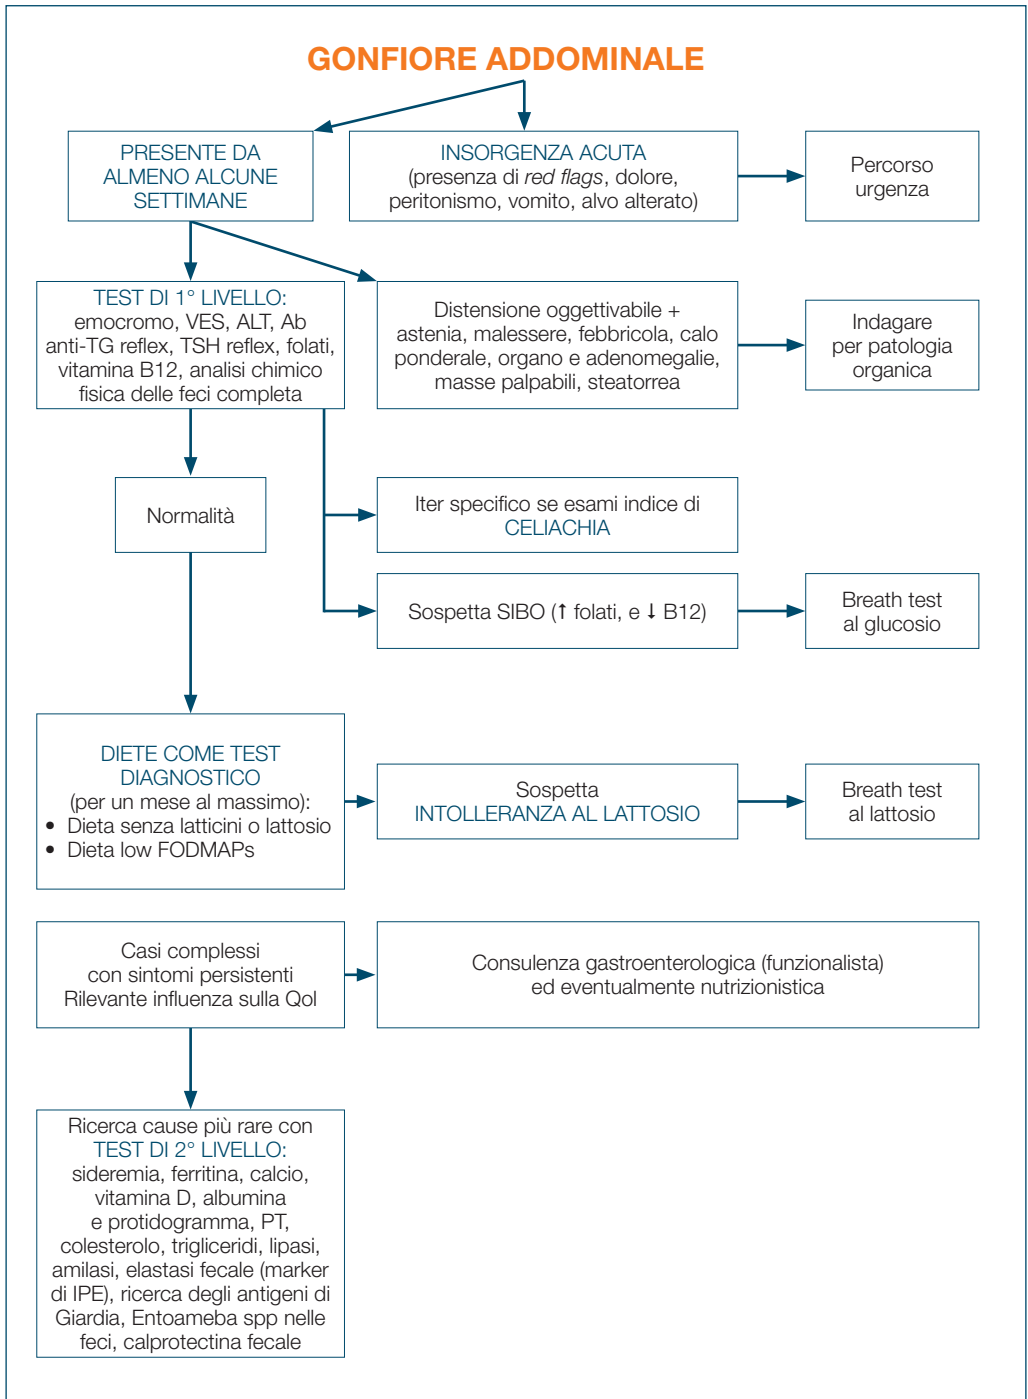 GONFIORE ADDOMINALE
PRESENTE DA
ALMENO ALCUNE
SETTIMANE
INSORGENZA ACUTA
(presenza di red flags, dolore,
peritonismo, vomito, alvo alterato)
Percorso
urgenza
TEST DI 1° LIVELLO:
emocromo, VES, ALT, Ab
anti-TG reflex, TSH reflex, folati,
vitamina B12, analisi chimico
fisica delle feci completa
Distensione oggettivabile +
astenia, malessere, febbricola, calo
ponderale, organo e adenomegalie,
masse palpabili, steatorrea
Indagare
per patologia
organica
Normalità
Iter specifico se esami indice di
CELIACHIA
Sospetta SIBO (↑ folati, e ↓ B12)
Breath test
al glucosio
DIETE COME TEST
DIAGNOSTICO
(per un mese al massimo):
• Dieta senza latticini o lattosio
• Dieta low FODMAPs
Sospetta
INTOLLERANZA AL LATTOSIO
Breath test
al lattosio
Casi complessi
con sintomi persistenti
Rilevante influenza sulla Qol
Consulenza gastroenterologica (funzionalista)
ed eventualmente nutrizionistica
Ricerca cause più rare con
TEST DI 2° LIVELLO:
sideremia, ferritina, calcio,
vitamina D, albumina
e protidogramma, PT,
colesterolo, trigliceridi, lipasi,
amilasi, elastasi fecale (marker
di IPE), ricerca degli antigeni di
Giardia, Entoameba spp nelle
feci, calprotectina fecale